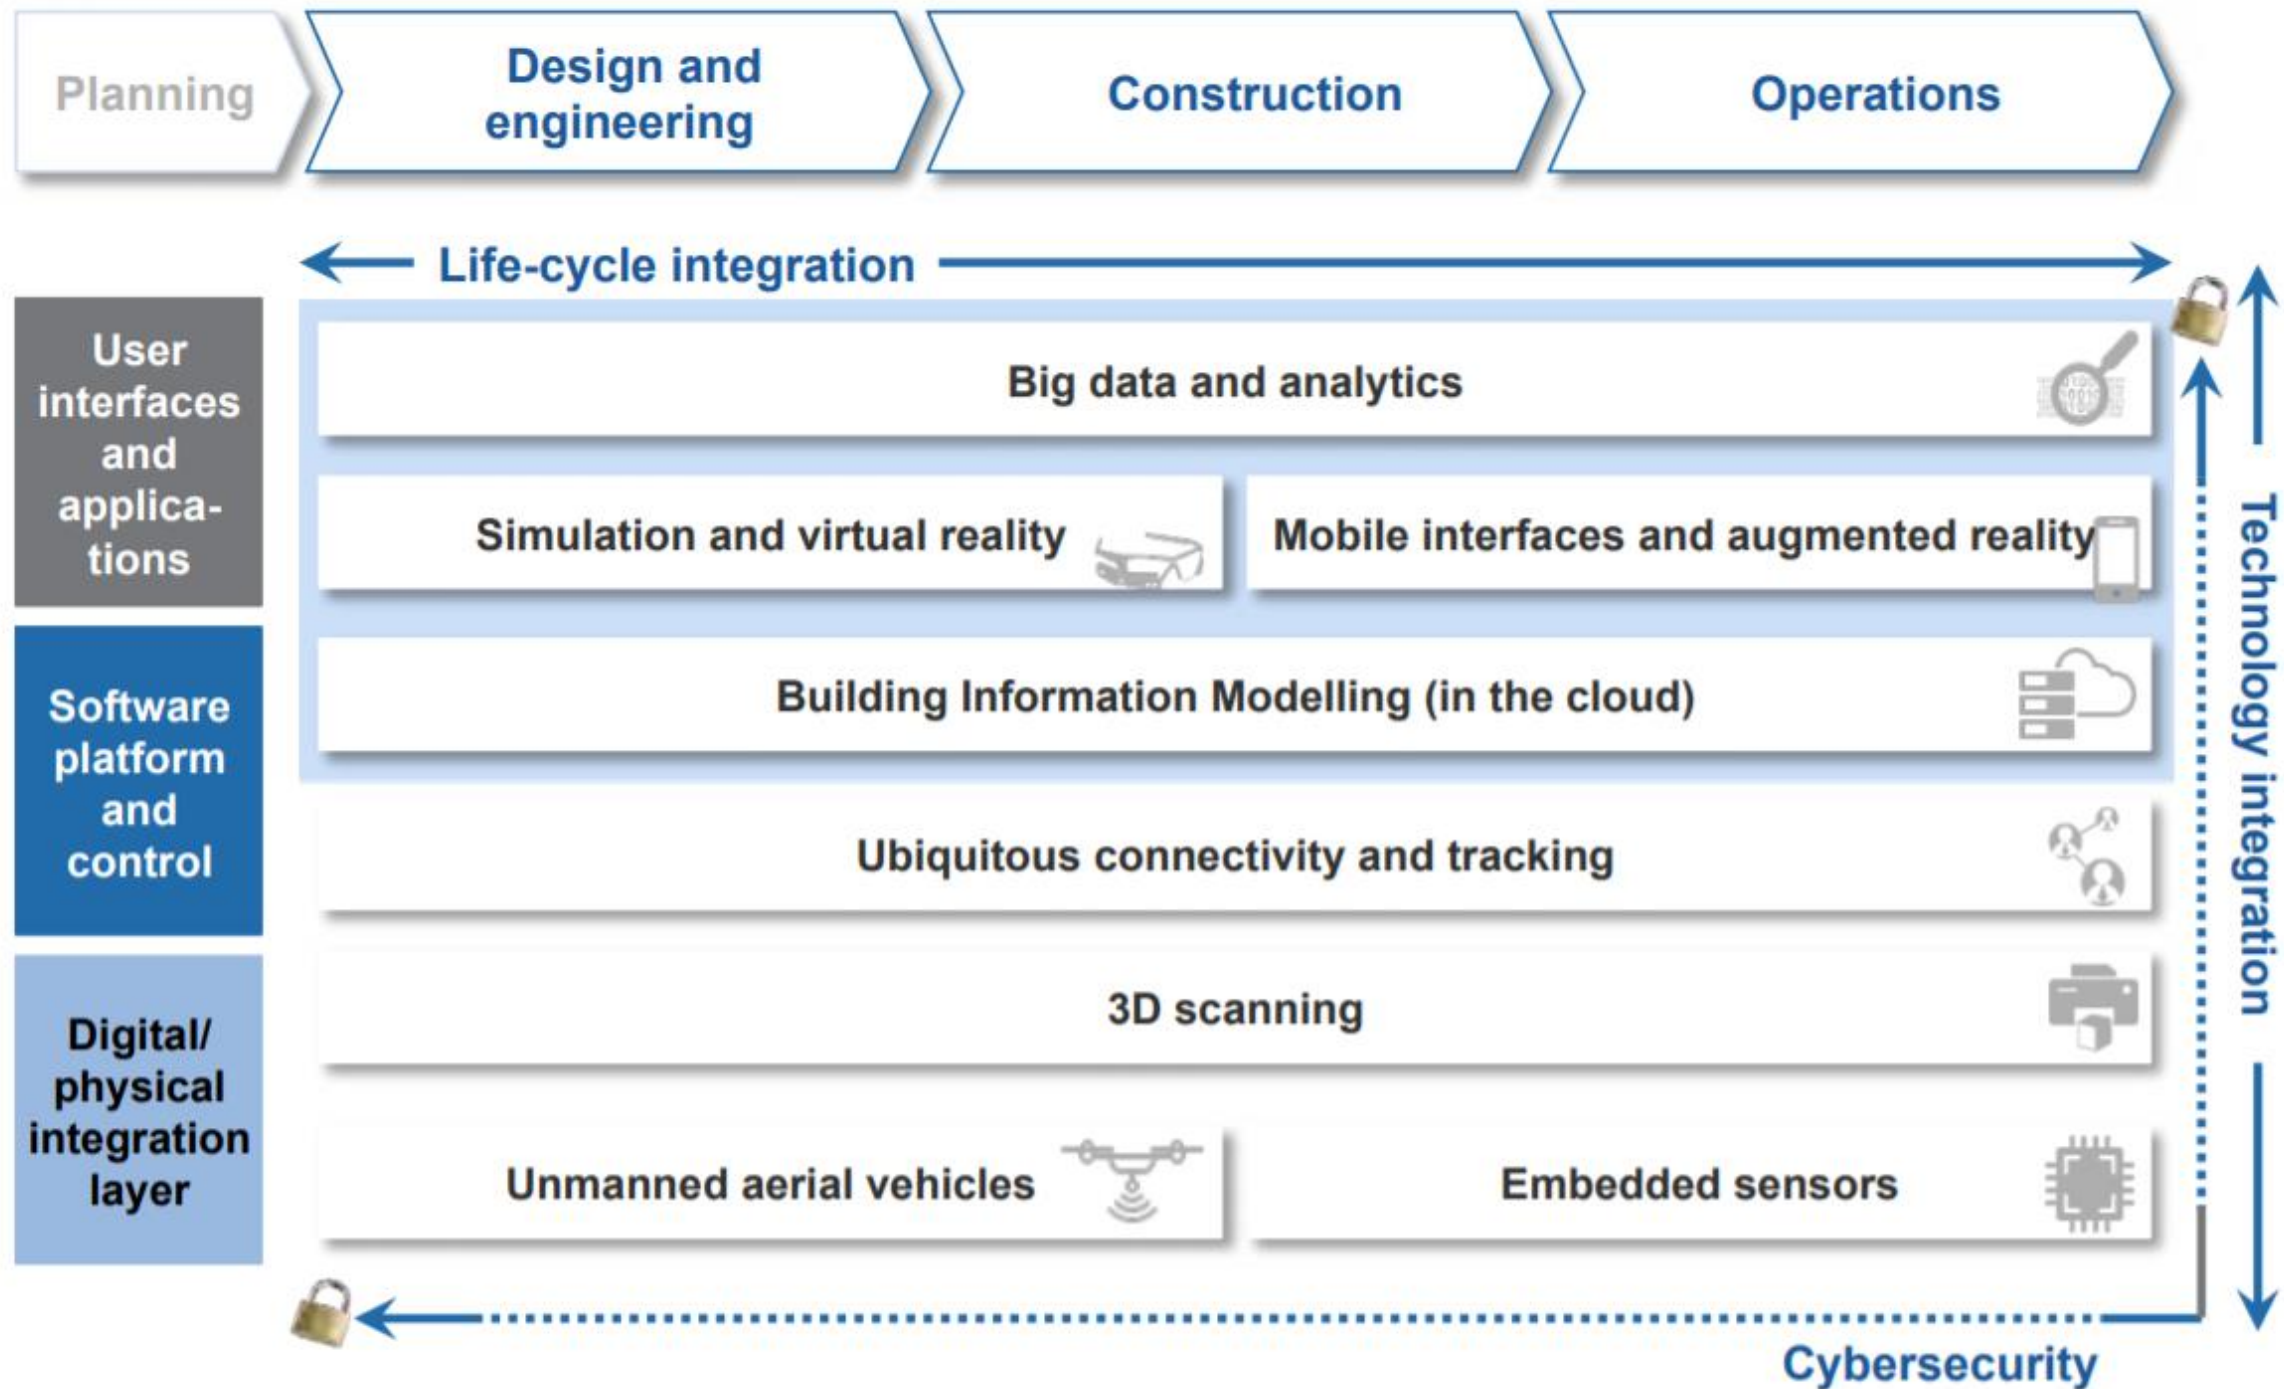 Planning
Design and
engineering
Construction
Operations
Life-cycle integration
User
interfaces
and
applica-
tions
Big data and analytics
Simulation and virtual reality
Mobile interfaces and augmented reality
Software
platform
and
control
Building Information Modelling (in the cloud)
Ubiquitous connectivity and tracking
Digital/
physical
integration
layer
3D scanning
Unmanned aerial vehicles
Embedded sensors
Technology integration
Cybersecurity